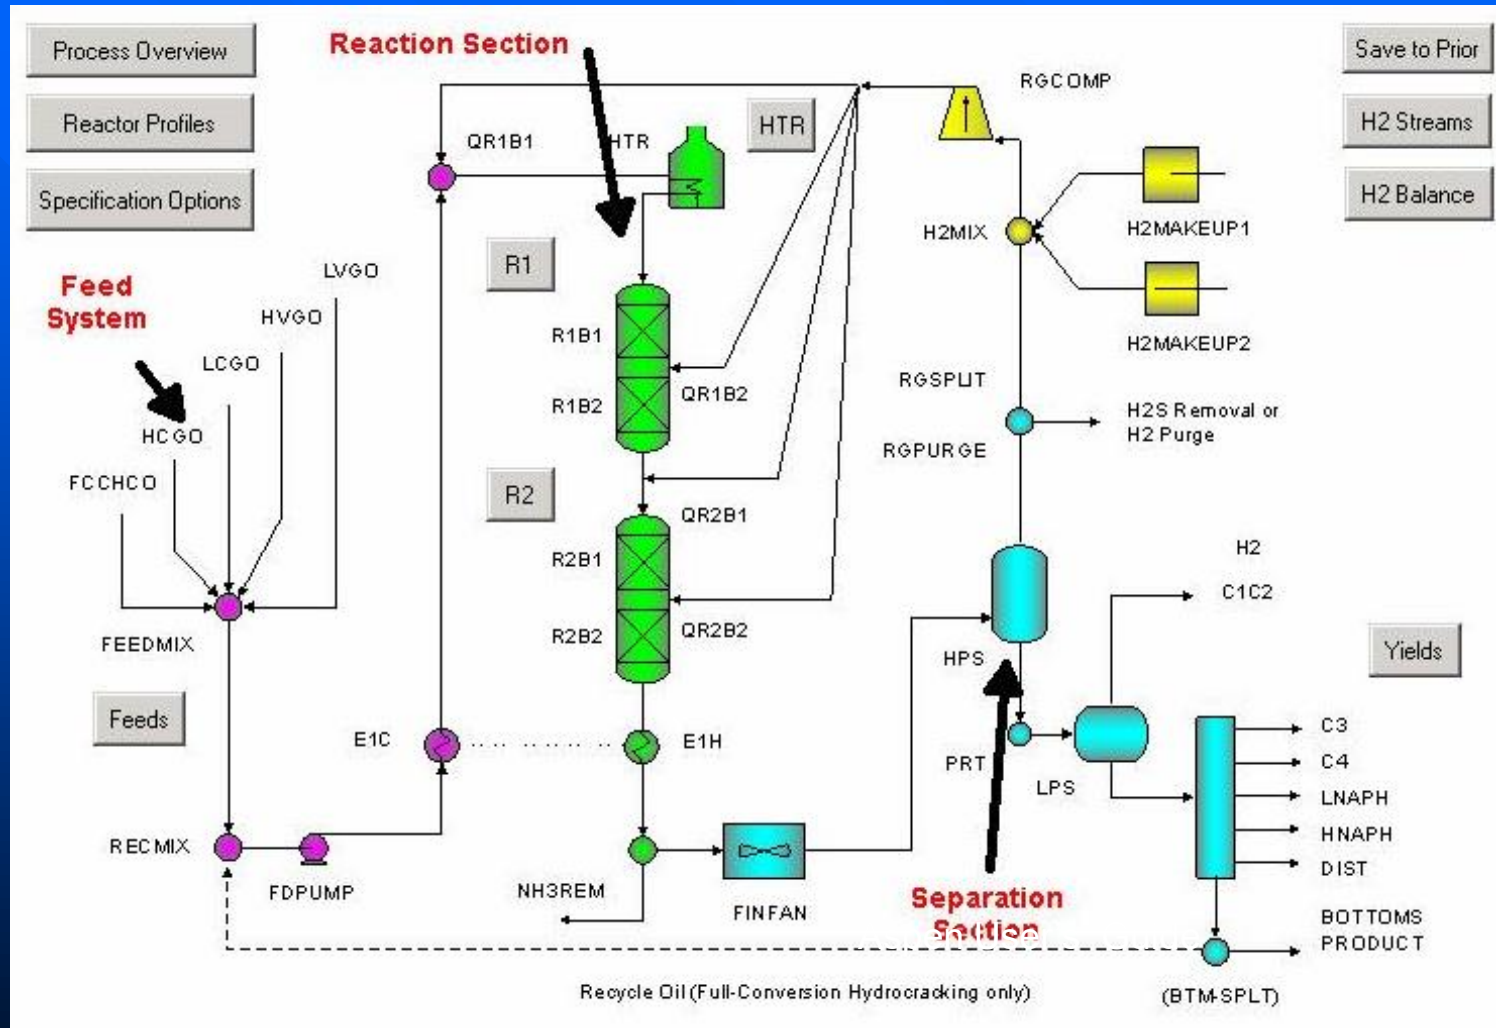 Process Overview
Reactor Profiles
Specification Options
Reaction Section
RGCOMP
Save to Prior
H2 Streams
H2 Balance
QR1B1
HTR
HTR
H2MIX
H2MAKEUP1
H2MAKEUP2
R1
LVGO
Feed
System
HVGO
LCGO
HCGO
FCCHCO
R1B1
R1B2
QR1B2
RGSPLIT
RGPURGE
H2S Removal or
H2 Purge
R2
QR2B1
R2B1
R2B2
QR2B2
FEEDMIX
H2
C1C2
HPS
Yields
Feeds
E1C
E1H
PRT
LPS
C3
C4
LNAPH
HNAPH
DIST
RECMIX
FDPUMP
NH3REM
FINFAN
Separation
Section
BOTTOMS
PRODUCT
Recycle Oil (Full-Conversion Hydrocracking only)
(BTM-SPLT)